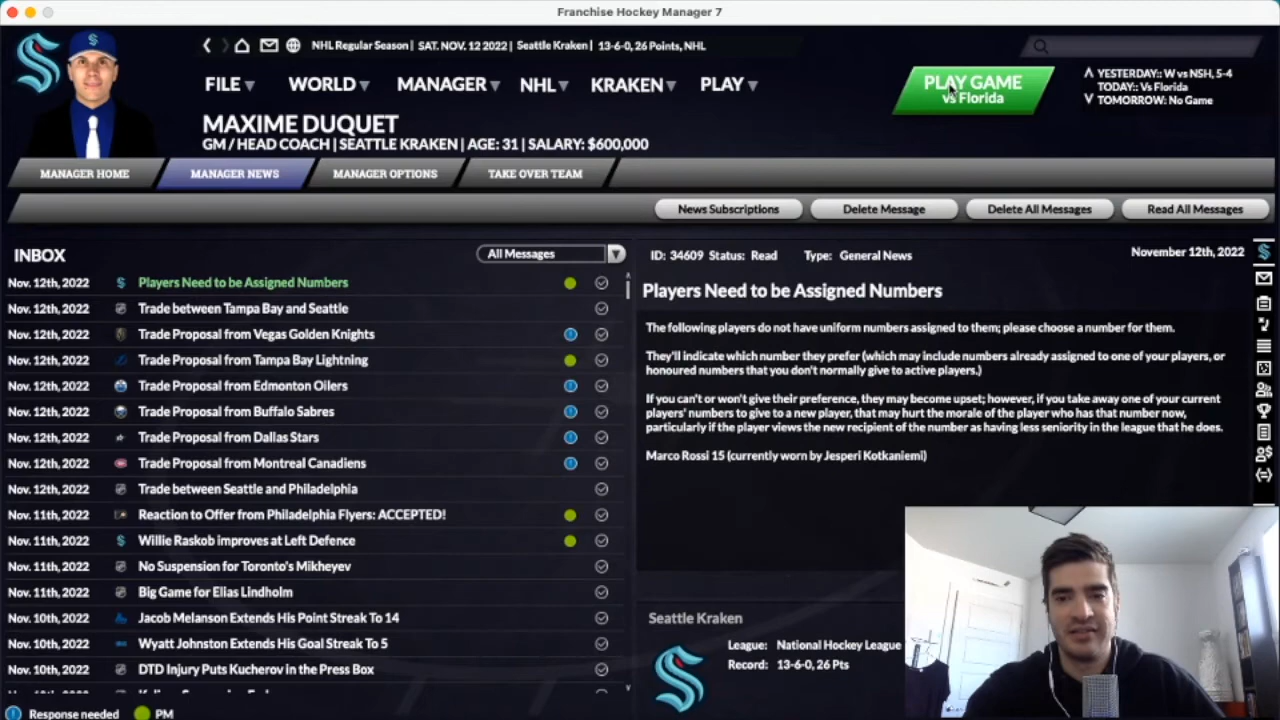 Franchise Hockey Manager 7
NHL Regular Season | SAT. NOV. 12 2022 | Seattle Kraken | 13-6-0, 26 Points, NHL
FILE WORLD MANAGER NHL KRAKEN PLAY
PLAY GAME
vs Florida
YESTERDAY:: W vs NSH, 5-4
TODAY:: Vs Florida
TOMORROW: No Game
MAXIME DUQUET
GM / HEAD COACH | SEATTLE KRAKEN | AGE: 31 | SALARY: $600,000
MANAGER HOME MANAGER NEWS MANAGER OPTIONS TAKE OVER TEAM
News Subscriptions Delete Message Delete All Messages Read All Messages
INBOX All Messages
Nov. 12th, 2022 Players Need to be Assigned Numbers
Nov. 12th, 2022 Trade between Tampa Bay and Seattle
Nov. 12th, 2022 Trade Proposal from Vegas Golden Knights
Nov. 12th, 2022 Trade Proposal from Tampa Bay Lightning
Nov. 12th, 2022 Trade Proposal from Edmonton Oilers
Nov. 12th, 2022 Trade Proposal from Buffalo Sabres
Nov. 12th, 2022 Trade Proposal from Dallas Stars
Nov. 12th, 2022 Trade Proposal from Montreal Canadiens
Nov. 12th, 2022 Trade between Seattle and Philadelphia
Nov. 11th, 2022 Reaction to Offer from Philadelphia Flyers: ACCEPTED!
Nov. 11th, 2022 Willie Raskob improves at Left Defence
Nov. 11th, 2022 No Suspension for Toronto's Mikheyev
Nov. 11th, 2022 Big Game for Elias Lindholm
Nov. 10th, 2022 Jacob Melanson Extends His Point Streak To 14
Nov. 10th, 2022 Wyatt Johnston Extends His Goal Streak To 5
Nov. 10th, 2022 DTD Injury Puts Kucherov in the Press Box
Response needed PM
ID: 34609 Status: Read Type: General News November 12th, 2022
Players Need to be Assigned Numbers
The following players do not have uniform numbers assigned to them; please choose a number for them.
They'll indicate which number they prefer (which may include numbers already assigned to one of your players, or
honoured numbers that you don't normally give to active players.)
If you can't or won't give their preference, they may become upset; however, if you take away one of your current
players' numbers to give to a new player, that may hurt the morale of the player who has that number now,
particularly if the player views the new recipient of the number as having less seniority in the league that he does.
Marco Rossi 15 (currently worn by Jesperi Kotkaniemi)
Seattle Kraken
League: National Hockey League
Record: 13-6-0, 26 Pts